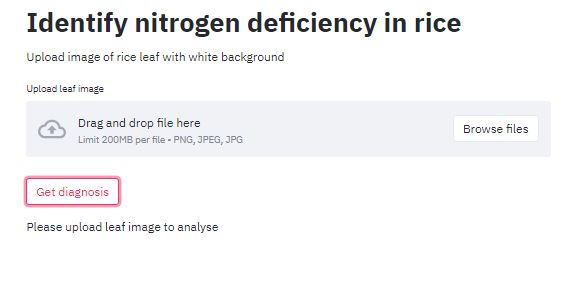 Identify nitrogen deficiency in rice
Upload image of rice leaf with white background
Upload leaf image
Drag and drop file here
Limit 200MB per file • PNG, JPEG, JPG
Browse files
Get diagnosis
Please upload leaf image to analyse